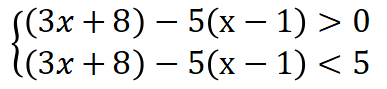 (3x + 8) − 5(x − 1) > 0
(3x + 8) − 5(x − 1) < 5